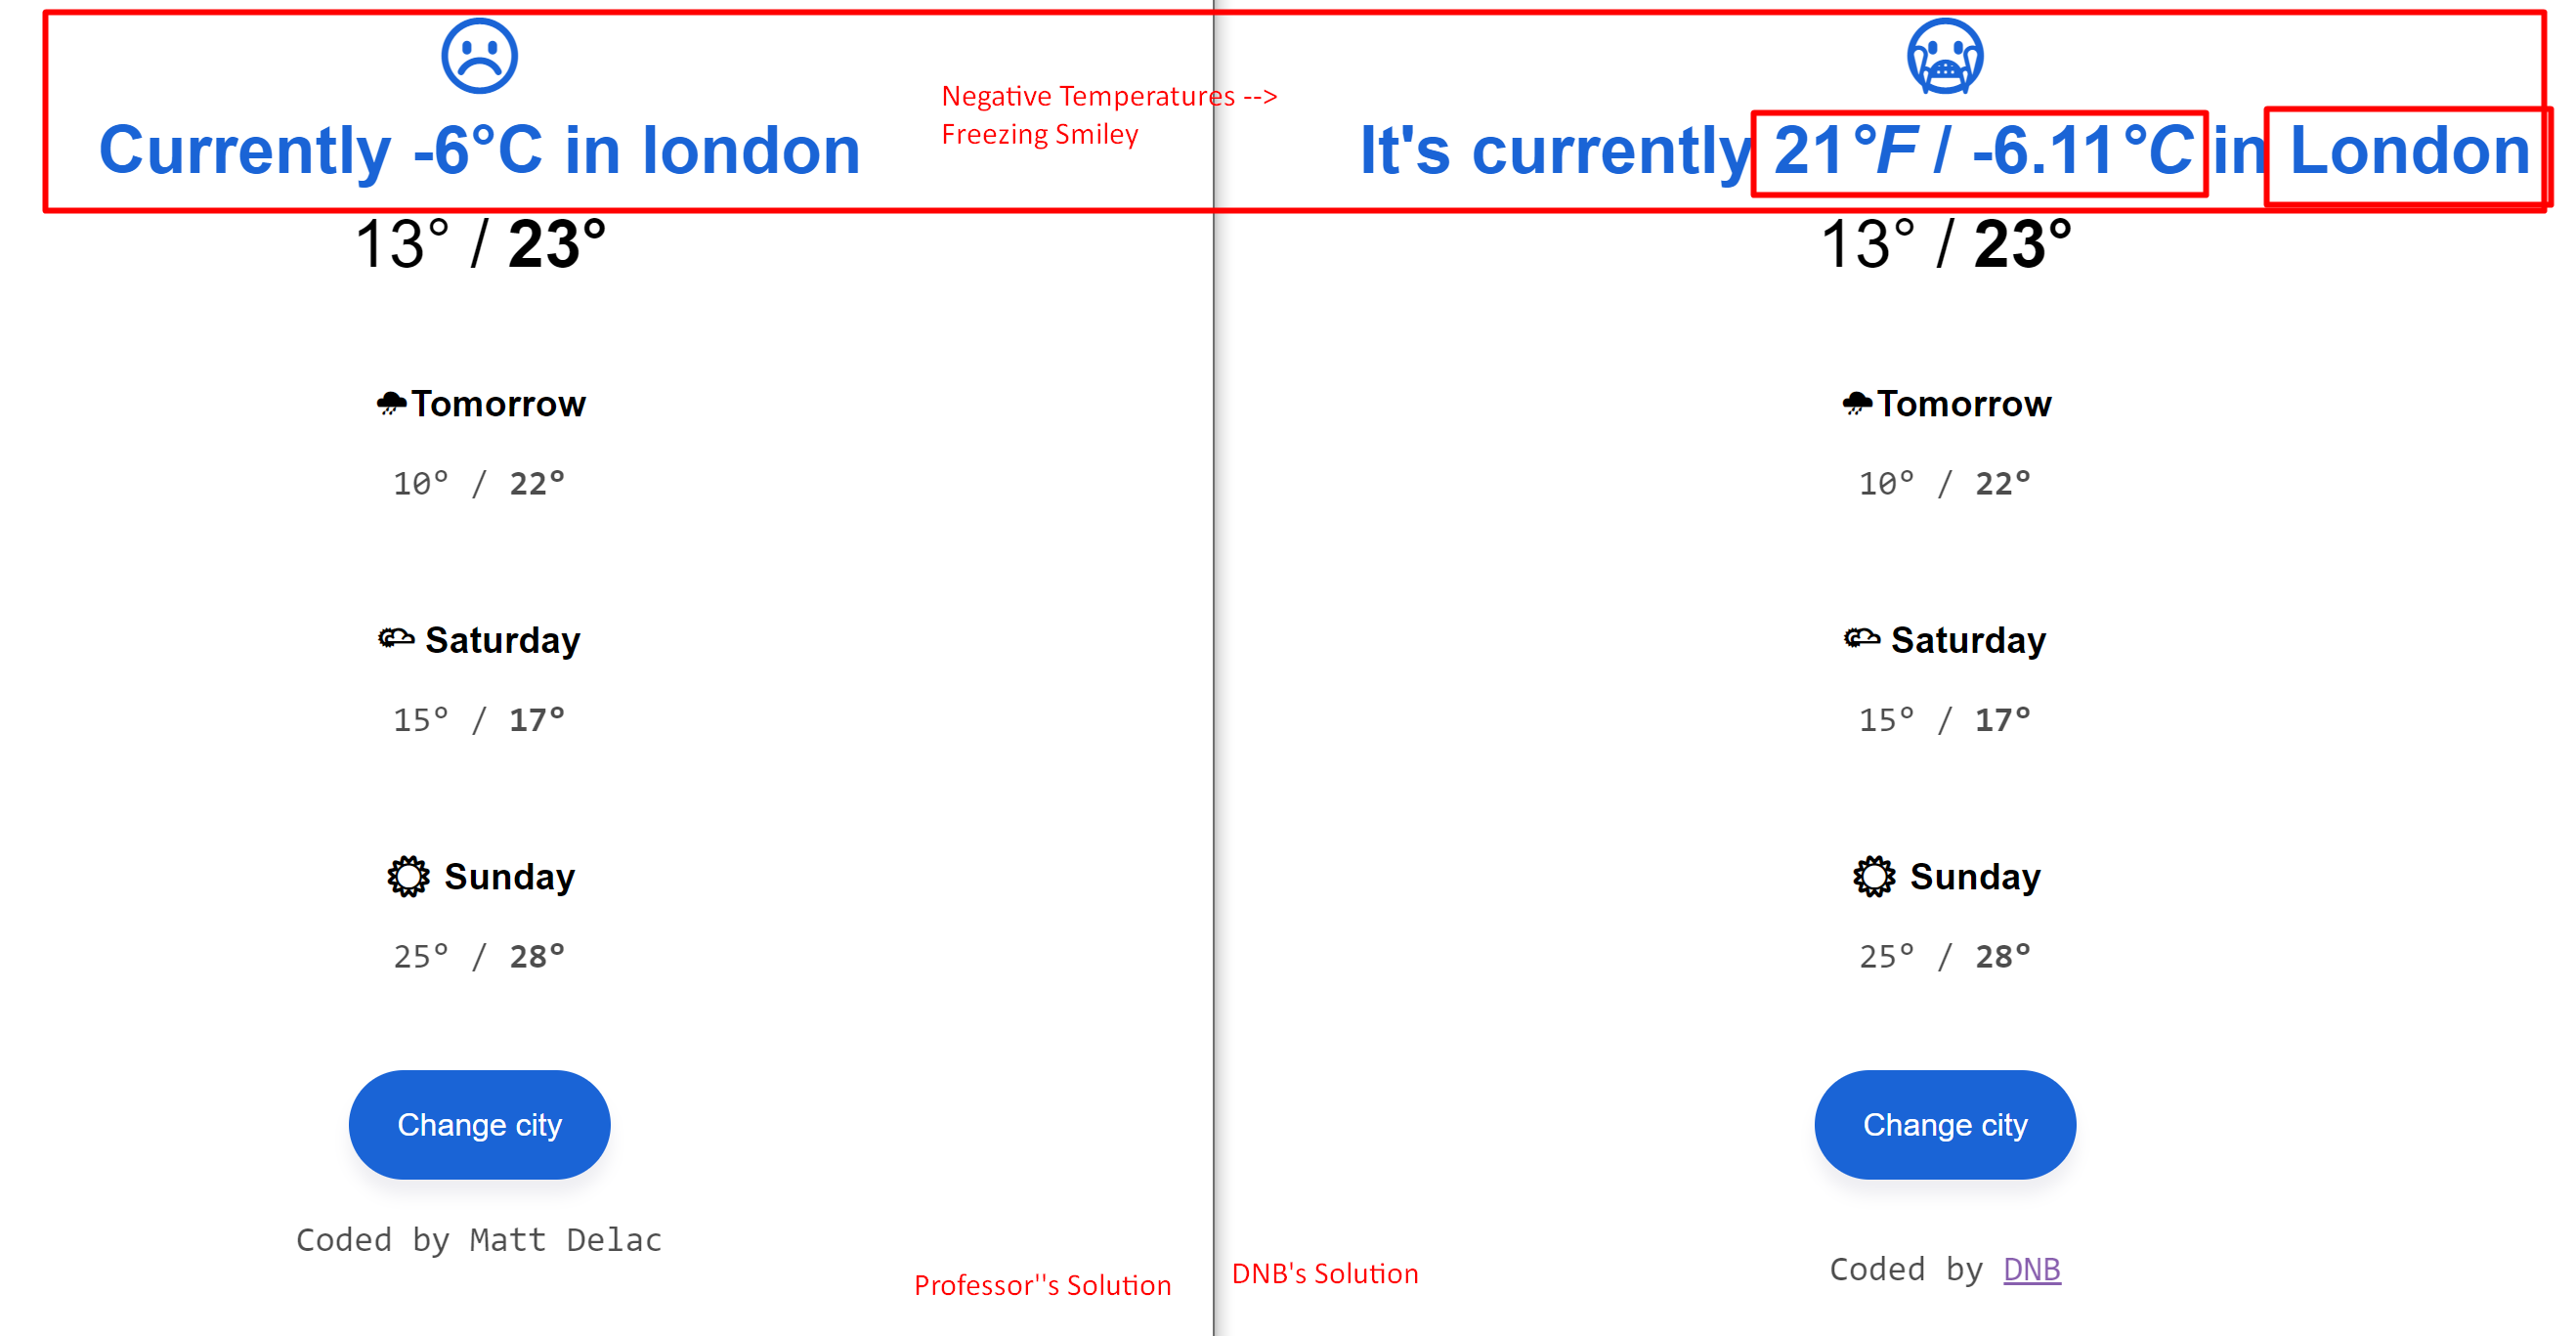 Currently -6°C in london
13° / 23°
Tomorrow
10° / 22°
Saturday
15° / 17°
Sunday
25° / 28°
Change city
Coded by Matt Delac
Professor''s Solution
Negative Temperatures -->
Freezing Smiley
It's currently 21°F / -6.11°C in London
13° / 23°
Tomorrow
10° / 22°
Saturday
15° / 17°
Sunday
25° / 28°
Change city
Coded by DNB
DNB's Solution